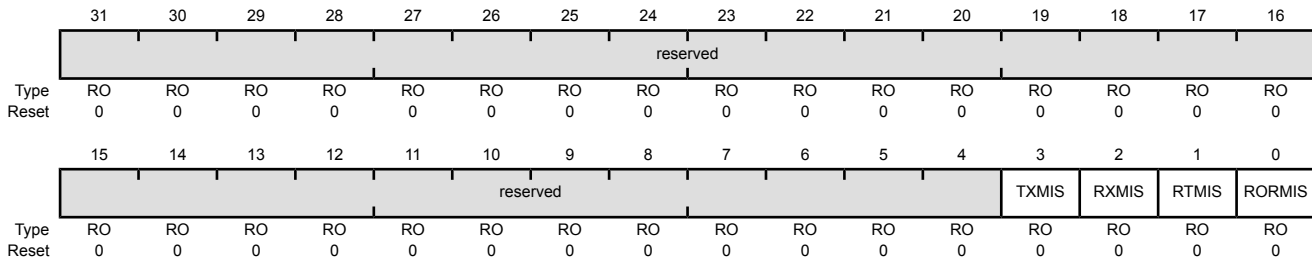 31 30 29 28 27 26 25 24 23 22 21 20 19 18 17 16
reserved
Type RO RO RO RO RO RO RO RO RO RO RO RO RO RO RO RO
Reset 0 0 0 0 0 0 0 0 0 0 0 0 0 0 0 0
15 14 13 12 11 10 9 8 7 6 5 4 3 2 1 0
reserved TXMIS RXMIS RTMIS RORMIS
Type RO RO RO RO RO RO RO RO RO RO RO RO RO RO RO RO
Reset 0 0 0 0 0 0 0 0 0 0 0 0 0 0 0 0